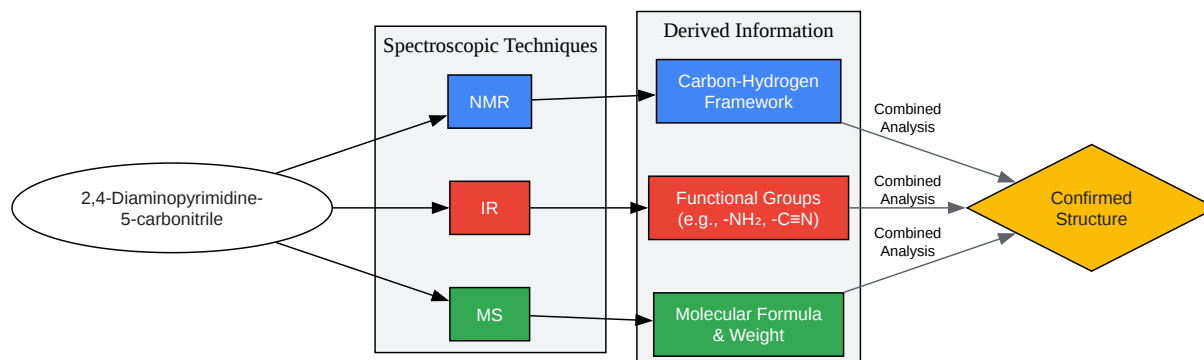 Spectroscopic Techniques
Derived Information
NMR
Carbon-Hydrogen
Framework
Combined
Analysis
2,4-Diaminopyrimidine-
5-carbonitrile
IR
Functional Groups
(e.g., -NH₂, -C≡N)
Combined
Analysis
Confirmed
Structure
MS
Molecular Formula
& Weight
Combined
Analysis